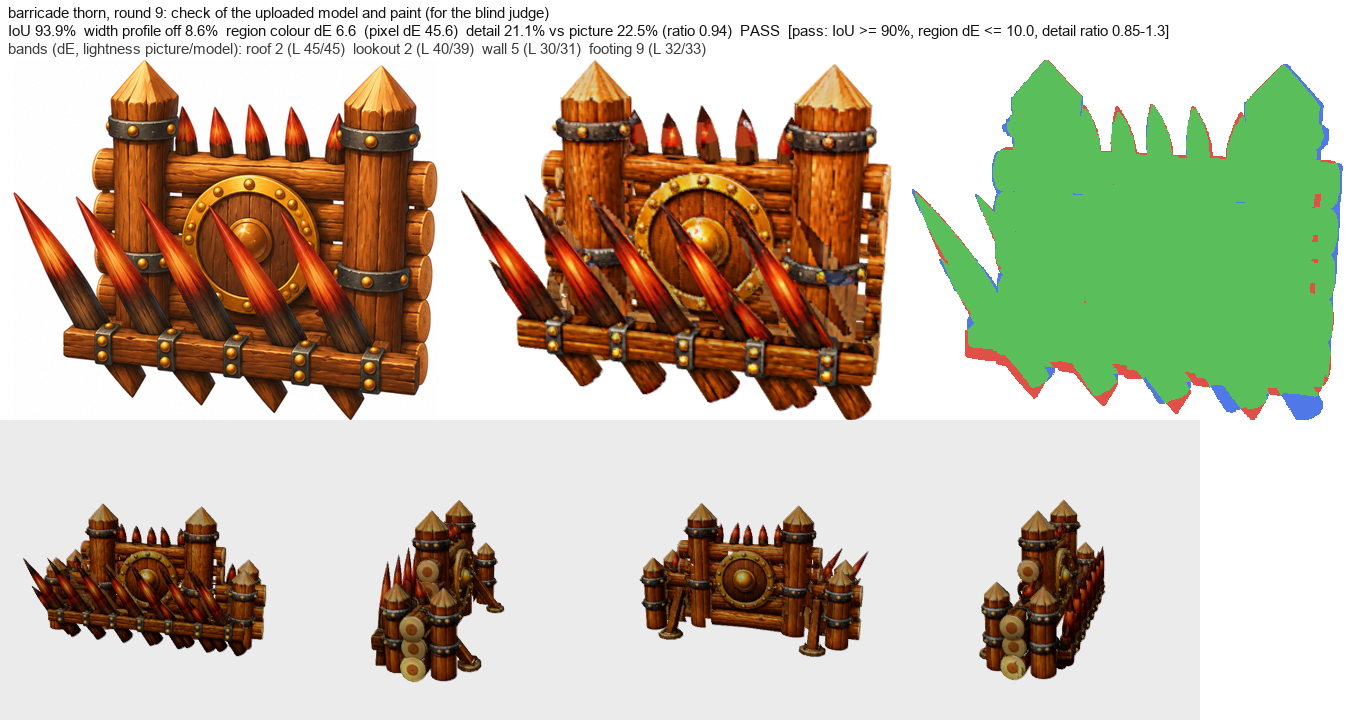 barricade thorn, round 9: check of the uploaded model and paint (for the blind judge)
IoU 93.9%  width profile off 8.6%  region colour dE 6.6  (pixel dE 45.6)  detail 21.1% vs picture 22.5% (ratio 0.94)  PASS  [pass: IoU >= 90%, region dE <= 10.0, detail ratio 0.85-1.3]
bands (dE, lightness picture/model): roof 2 (L 45/45)  lookout 2 (L 40/39)  wall 5 (L 30/31)  footing 9 (L 32/33)